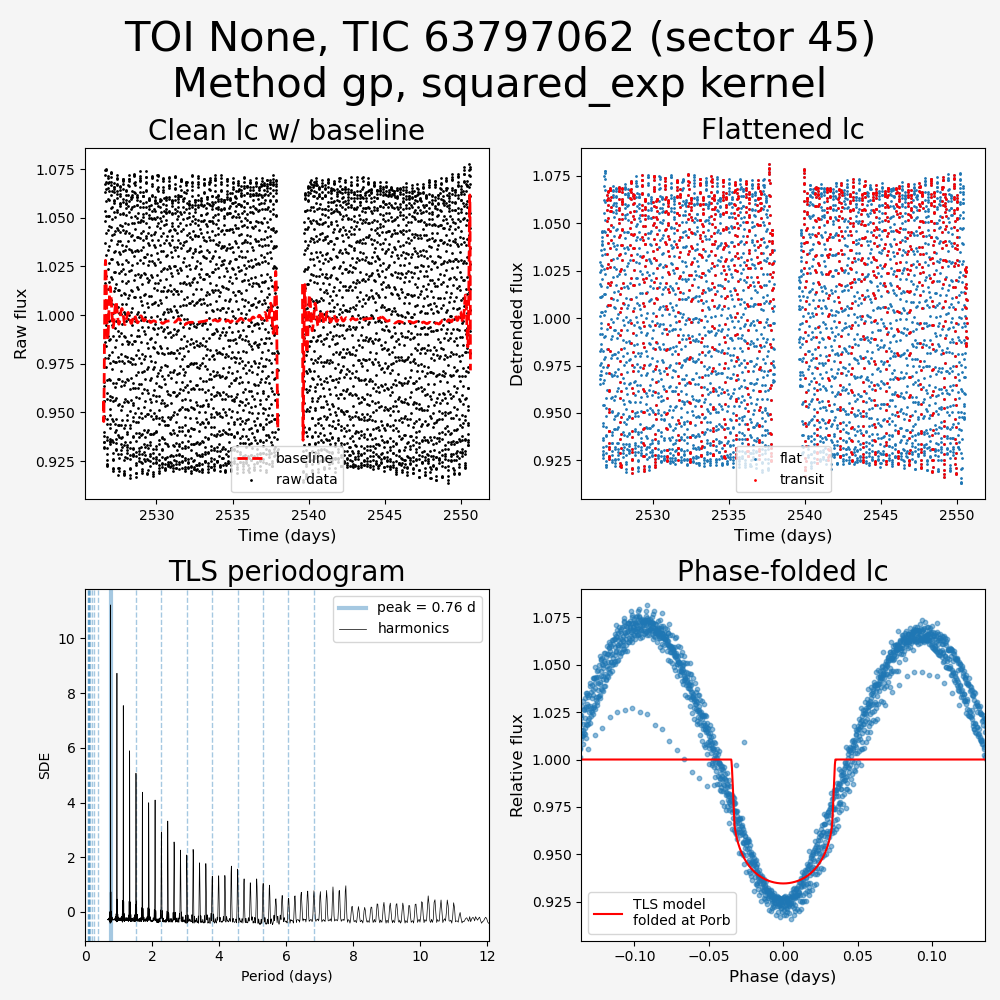 TOI None, TIC 63797062 (sector 45)
Method gp, squared_exp kernel
Clean lc w/ baseline
Raw flux
1.075
1.050
1.025
1.000
0.975
0.950
0.925
baseline
raw data
2530 2535 2540 2545 2550
Time (days)
Flattened lc
Detrended flux
1.075
1.050
1.025
1.000
0.975
0.950
0.925
flat
transit
2530 2535 2540 2545 2550
Time (days)
TLS periodogram
SDE
10
8
6
4
2
0
peak = 0.76 d
harmonics
0 2 4 6 8 10 12
Period (days)
Phase-folded lc
Relative flux
1.075
1.050
1.025
1.000
0.975
0.950
0.925
TLS model
folded at Porb
−0.10 −0.05 0.00 0.05 0.10
Phase (days)